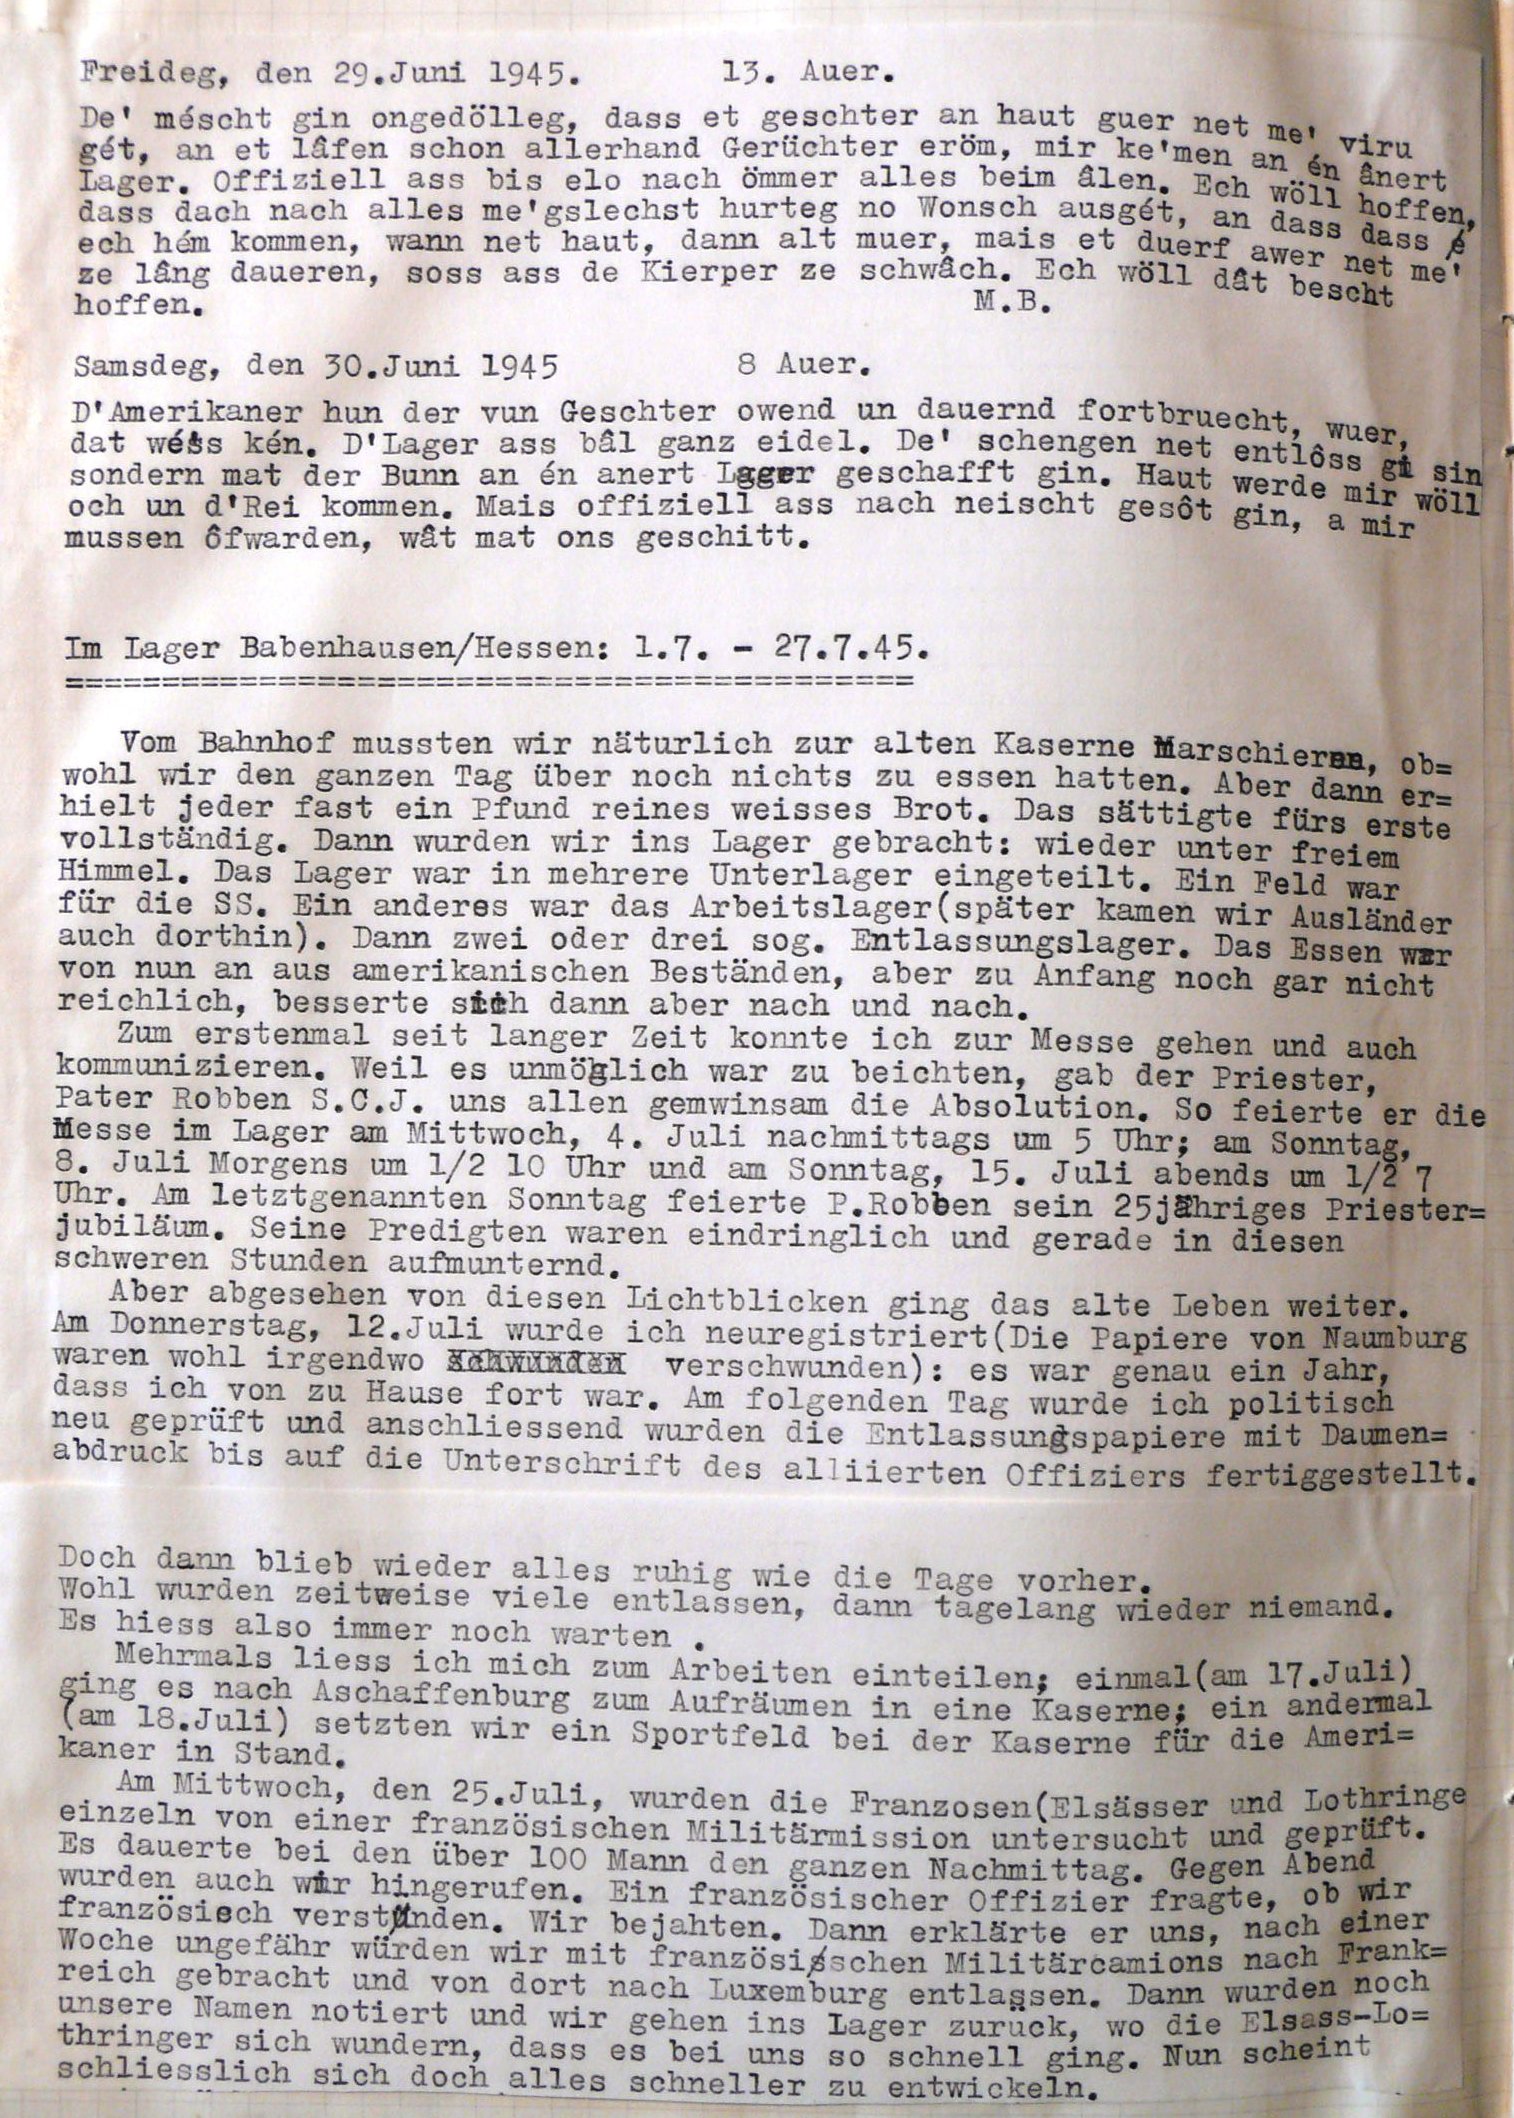 Freideg, den 29.Juni 1945. 13. Auer.
De' méscht gin ongedölleg, dass et geschter an haut guer net me' viru
gét, an et lâfen schon allerhand Gerüchter eröm, mir ke'men an én ânert
Lager. Offiziell ass bis elo nach ömmer alles beim âlen. Ech wöll hoffen,
dass dach nach alles me'gslechst hurteg no Wonsch ausgét, an dass dass
ech hém kommen, wann net haut, dann alt muer, mais et duerf awer net me'
ze lâng daueren, soss ass de Kierper ze schwâch. Ech wöll dât bescht
hoffen. M.B.
Samsdeg, den 30.Juni 1945 8 Auer.
D'Amerikaner hun der vun Geschter owend un dauernd fortbruecht, wuer,
dat wéss kén. D'Lager ass bâl ganz eidel. De' schengen net entlôss gi sin
sondern mat der Bunn an én anert Lager geschafft gin. Haut werde mir wöll
och un d'Rei kommen. Mais offiziell ass nach neischt gesôt gin, a mir
mussen ôfwarden, wât mat ons geschitt.
Im Lager Babenhausen/Hessen: 1.7. - 27.7.45.
============================================
Vom Bahnhof mussten wir näturlich zur alten Kaserne Marschieren, ob=
wohl wir den ganzen Tag über noch nichts zu essen hatten. Aber dann er=
hielt jeder fast ein Pfund reines weisses Brot. Das sättigte fürs erste
vollständig. Dann wurden wir ins Lager gebracht: wieder unter freiem
Himmel. Das Lager war in mehrere Unterlager eingeteilt. Ein Feld war
für die SS. Ein anderes war das Arbeitslager(später kamen wir Ausländer
auch dorthin). Dann zwei oder drei sog. Entlassungslager. Das Essen war
von nun an aus amerikanischen Beständen, aber zu Anfang noch gar nicht
reichlich, besserte sich dann aber nach und nach.
Zum erstenmal seit langer Zeit konnte ich zur Messe gehen und auch
kommunizieren. Weil es unmöglich war zu beichten, gab der Priester,
Pater Robben S.C.J. uns allen gemwinsam die Absolution. So feierte er die
Messe im Lager am Mittwoch, 4. Juli nachmittags um 5 Uhr; am Sonntag,
8. Juli Morgens um 1/2 10 Uhr und am Sonntag, 15. Juli abends um 1/2 7
Uhr. Am letztgenannten Sonntag feierte P.Robben sein 25jähriges Priester=
jubiläum. Seine Predigten waren eindringlich und gerade in diesen
schweren Stunden aufmunternd.
Aber abgesehen von diesen Lichtblicken ging das alte Leben weiter.
Am Donnerstag, 12.Juli wurde ich neuregistriert(Die Papiere von Naumburg
waren wohl irgendwo verschwunden): es war genau ein Jahr,
dass ich von zu Hause fort war. Am folgenden Tag wurde ich politisch
neu geprüft und anschliessend wurden die Entlassungspapiere mit Daumen=
abdruck bis auf die Unterschrift des alliierten Offiziers fertiggestellt.
Doch dann blieb wieder alles ruhig wie die Tage vorher.
Wohl wurden zeitweise viele entlassen, dann tagelang wieder niemand.
Es hiess also immer noch warten .
Mehrmals liess ich mich zum Arbeiten einteilen; einmal(am 17.Juli)
ging es nach Aschaffenburg zum Aufräumen in eine Kaserne; ein andermal
(am 18.Juli) setzten wir ein Sportfeld bei der Kaserne für die Ameri=
kaner in Stand.
Am Mittwoch, den 25.Juli, wurden die Franzosen(Elsässer und Lothringe
einzeln von einer französischen Militärmission untersucht und geprüft.
Es dauerte bei den über 100 Mann den ganzen Nachmittag. Gegen Abend
wurden auch wir hingerufen. Ein französischer Offizier fragte, ob wir
französisch verständen. Wir bejahten. Dann erklärte er uns, nach einer
Woche ungefähr würden wir mit französischen Militärcamions nach Frank=
reich gebracht und von dort nach Luxemburg entlassen. Dann wurden noch
unsere Namen notiert und wir gehen ins Lager zurück, wo die Elsass-Lo=
thringer sich wundern, dass es bei uns so schnell ging. Nun scheint
schliesslich sich doch alles schneller zu entwickeln.